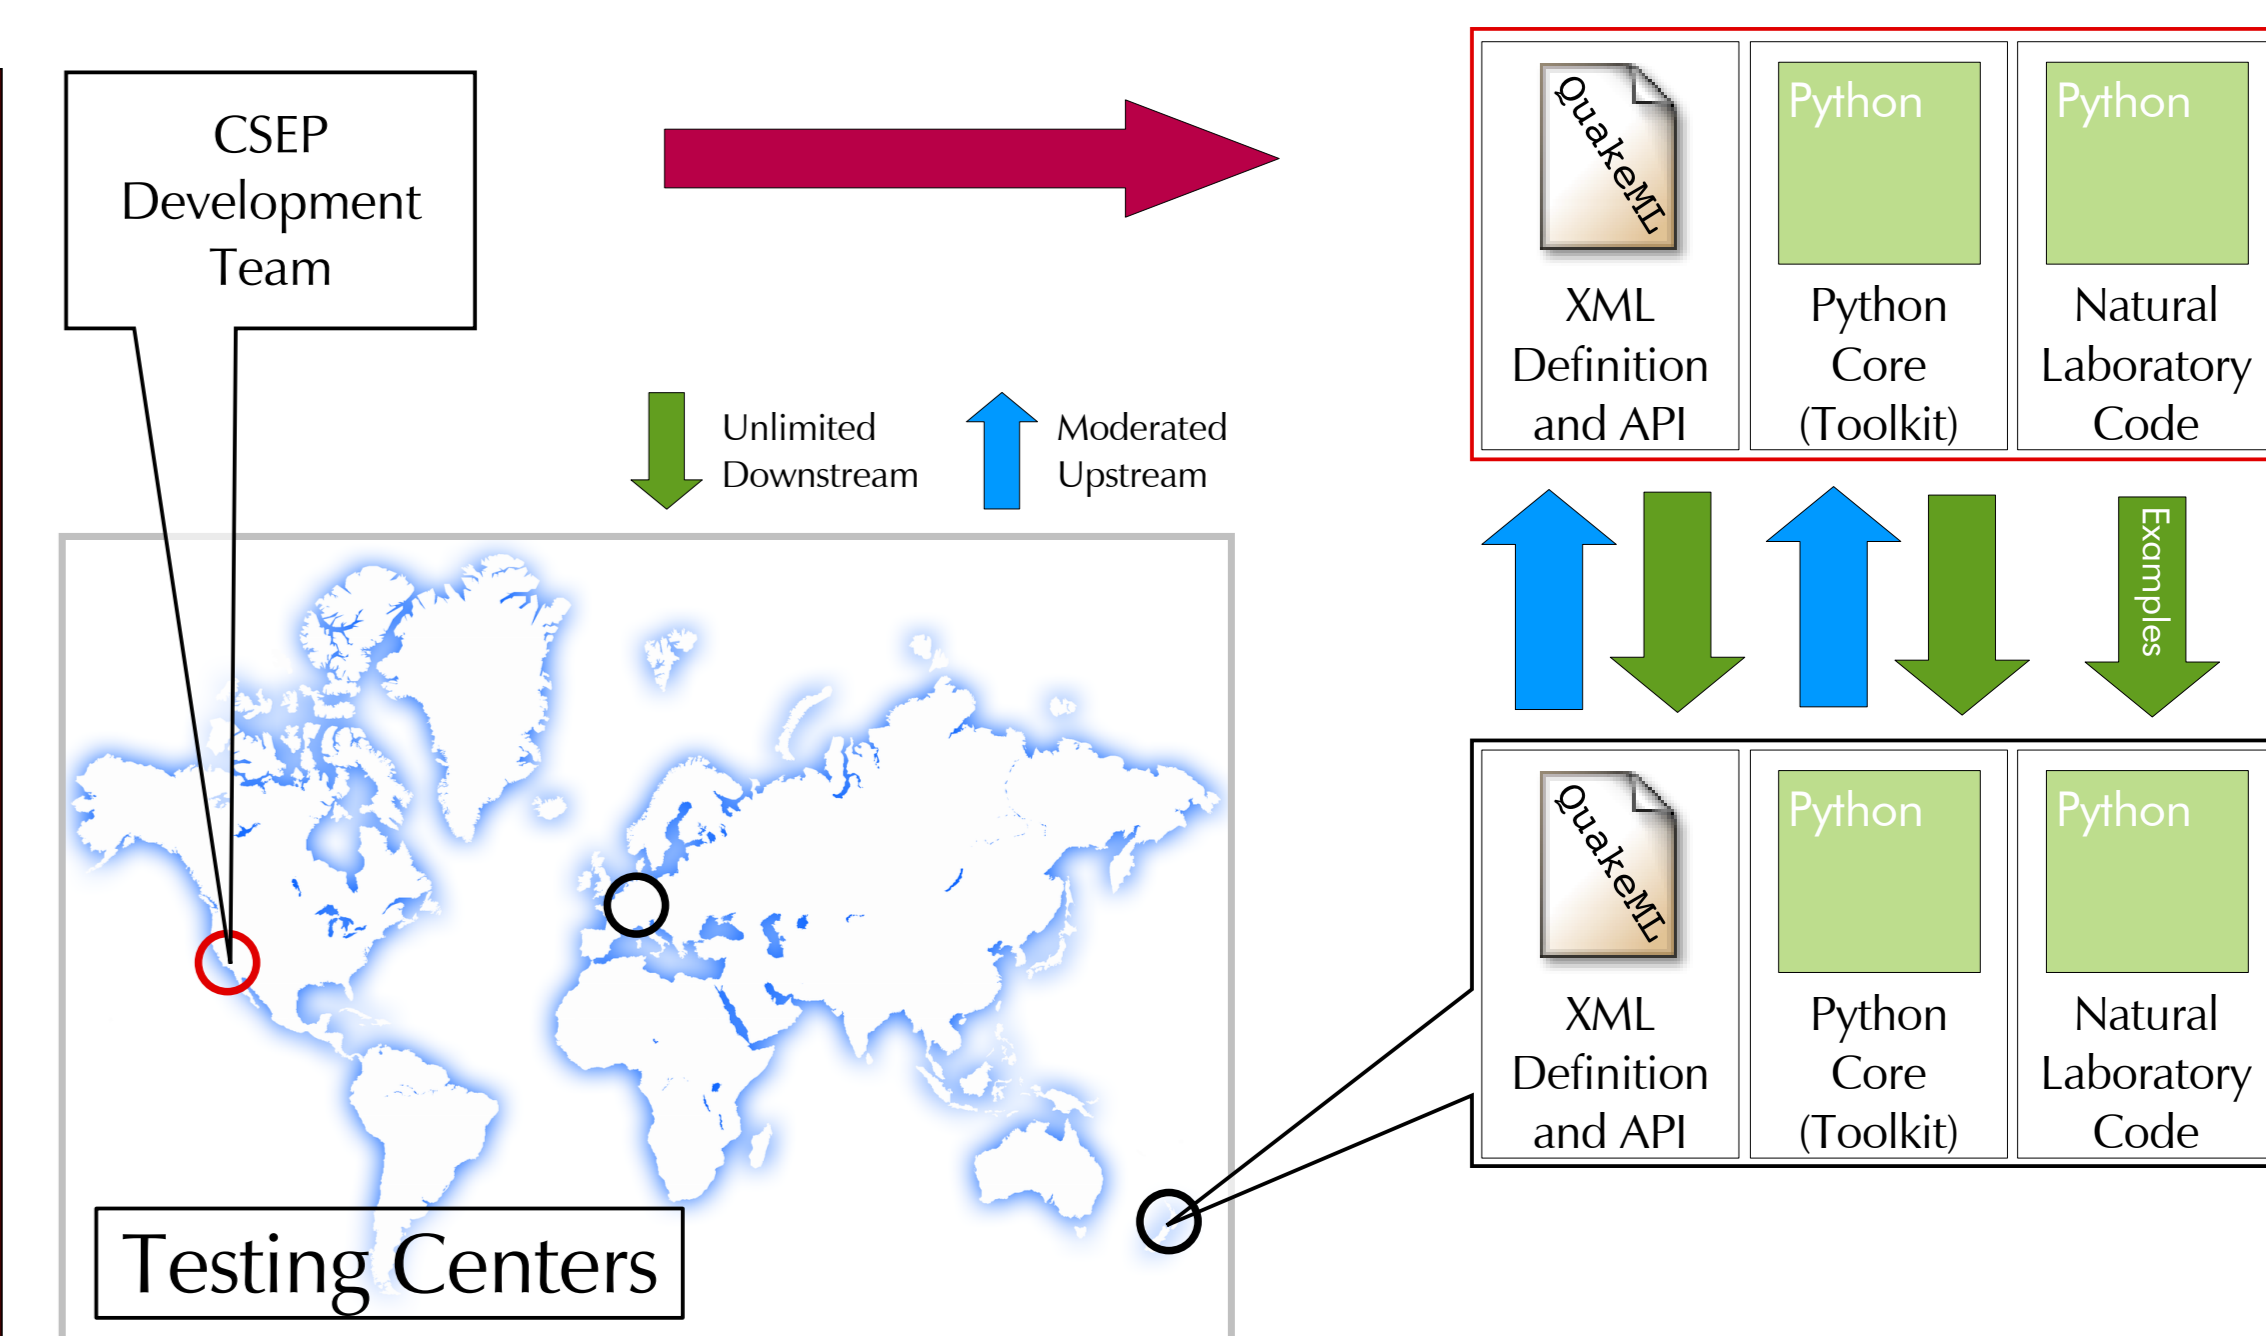 CSEP
Development
Team
QuakeML
XML
Definition
and API
Python
Python
Core
(Toolkit)
Python
Natural
Laboratory
Code
Unlimited
Downstream
Moderated
Upstream
Examples
QuakeML
XML
Definition
and API
Python
Python
Core
(Toolkit)
Python
Natural
Laboratory
Code
Testing Centers